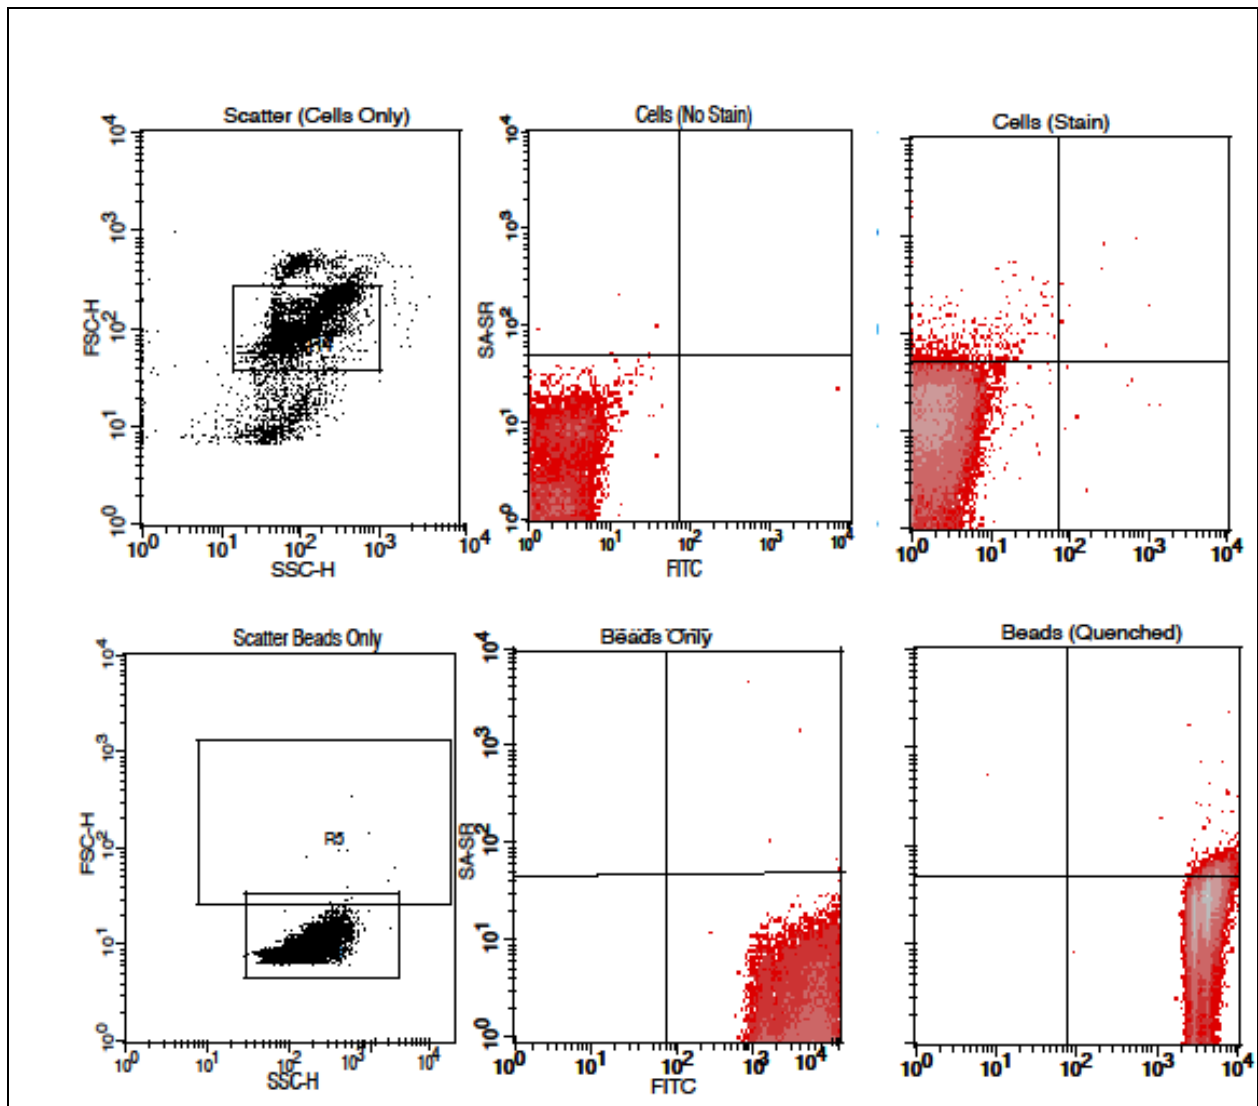 Scatter (Cells Only)
Cells (No Stain)
Cells (Stain)
10^4
10^3
10^2
10^1
10^0
FSC-H
10^0 10^1 10^2 10^3 10^4
SSC-H
10^4
10^3
10^2
10^1
10^0
SA-SR
10^0 10^1 10^2 10^3 10^4
FITC
10^0 10^1 10^2 10^3 10^4
Scatter Beads Only
Beads Only
Beads (Quenched)
10^4
10^3
10^2
10^1
10^0
FSC-H
R5
10^0 10^1 10^2 10^3 10^4
SSC-H
10^4
10^3
10^2
10^1
10^0
SA-SR
10^0 10^1 10^2 10^3 10^4
FITC
10^0 10^1 10^2 10^3 10^4